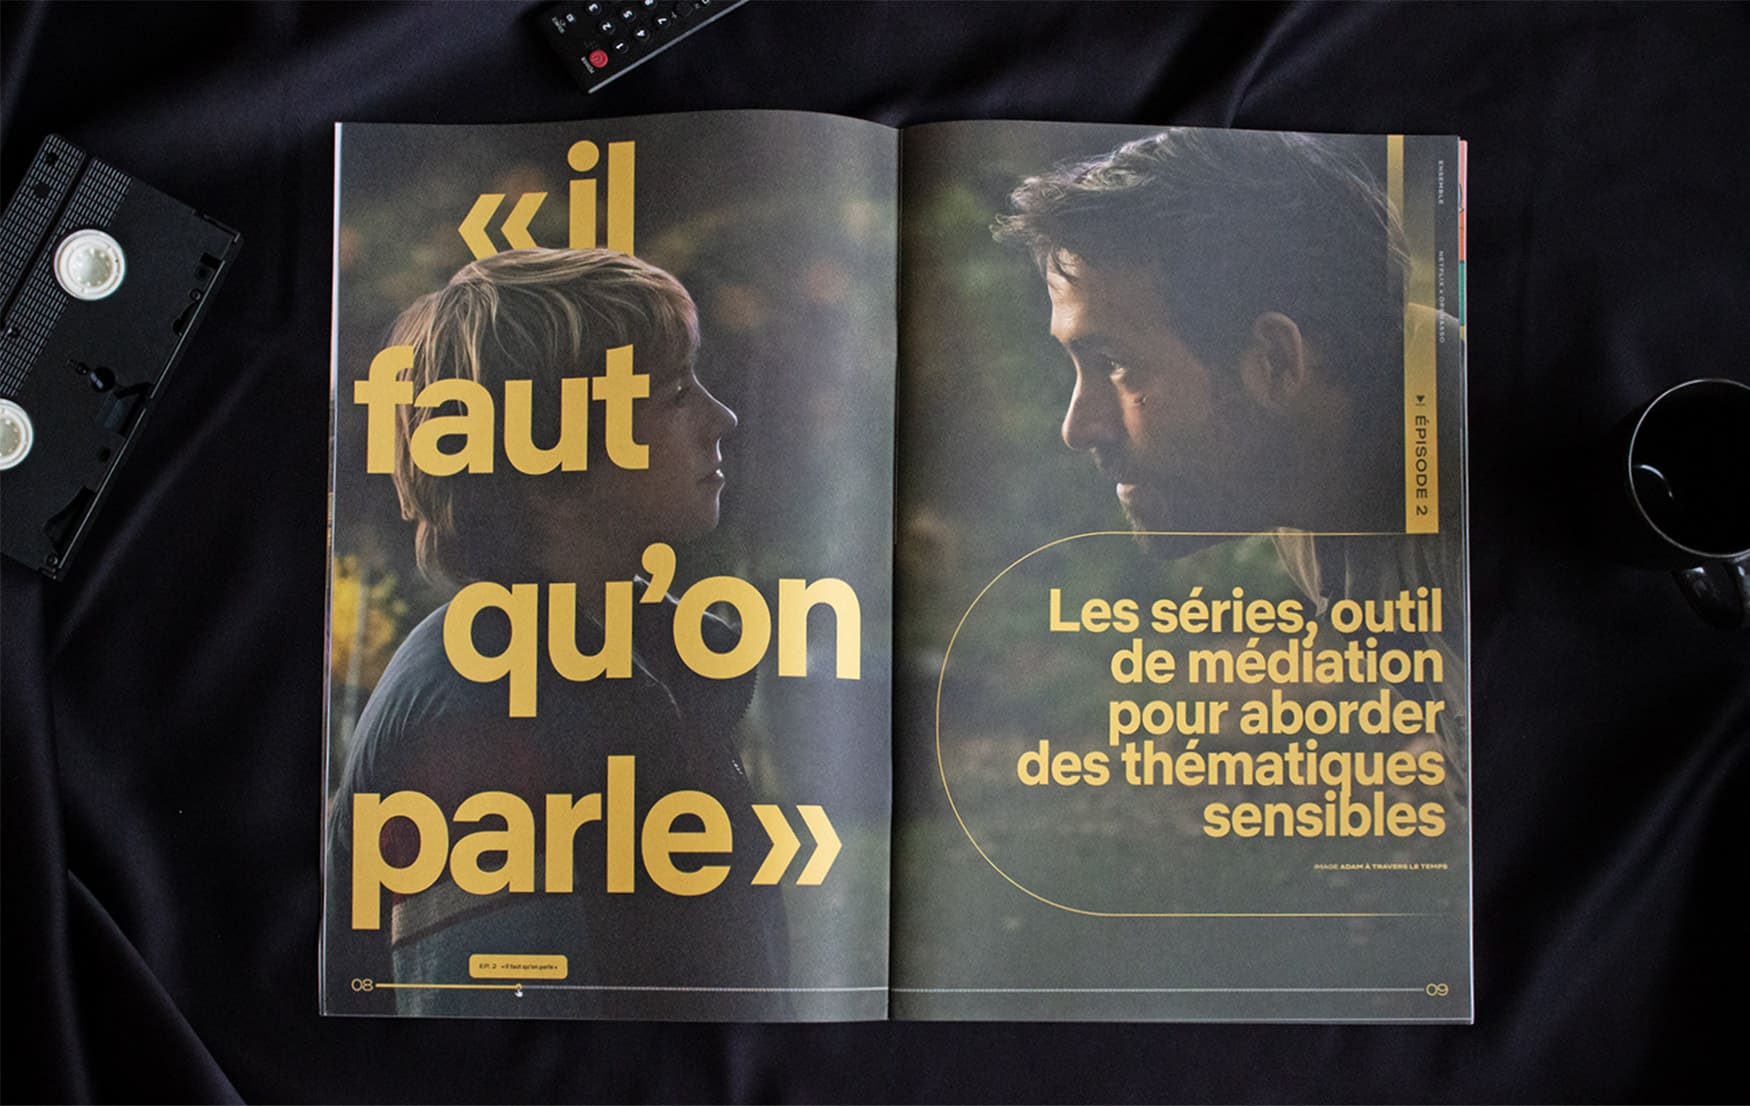 «il
faut
qu’on
parle»
EP. 2 «il faut qu'on parle»
08
ENSEMBLE
▶| ÉPISODE 2
Les séries, outil
de médiation
pour aborder
des thématiques
sensibles
IMAGE ADAM À TRAVERS LE TEMPS
09